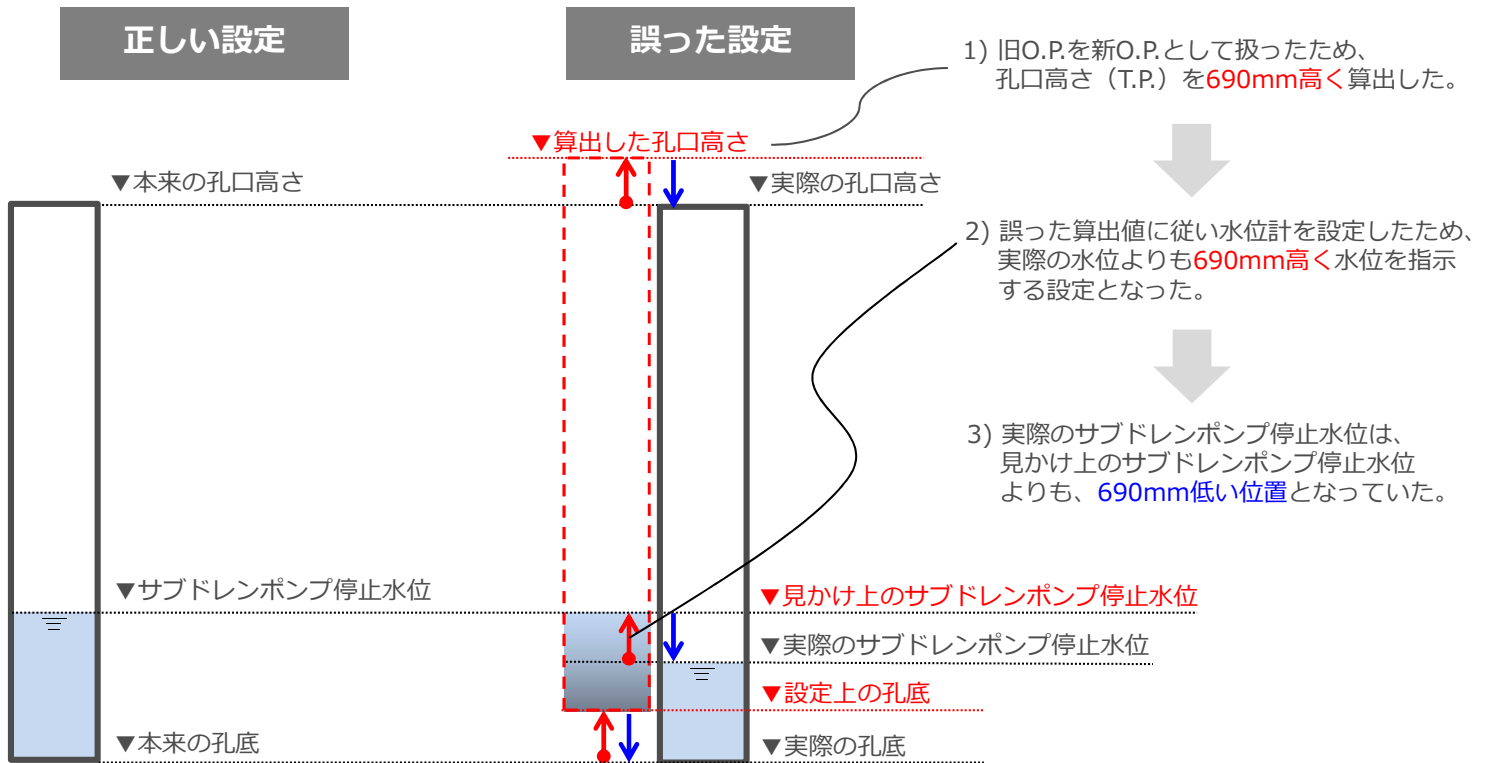 正しい設定
誤った設定
1) 旧O.P.を新O.P.として扱ったため、
孔口高さ（T.P.）を690mm高く算出した。
▼算出した孔口高さ
▼本来の孔口高さ
▼実際の孔口高さ
2) 誤った算出値に従い水位計を設定したため、
実際の水位よりも690mm高く水位を指示
する設定となった。
3) 実際のサブドレンポンプ停止水位は、
見かけ上のサブドレンポンプ停止水位
よりも、690mm低い位置となっていた。
▼サブドレンポンプ停止水位
▼見かけ上のサブドレンポンプ停止水位
▼実際のサブドレンポンプ停止水位
▼設定上の孔底
▼本来の孔底
▼実際の孔底